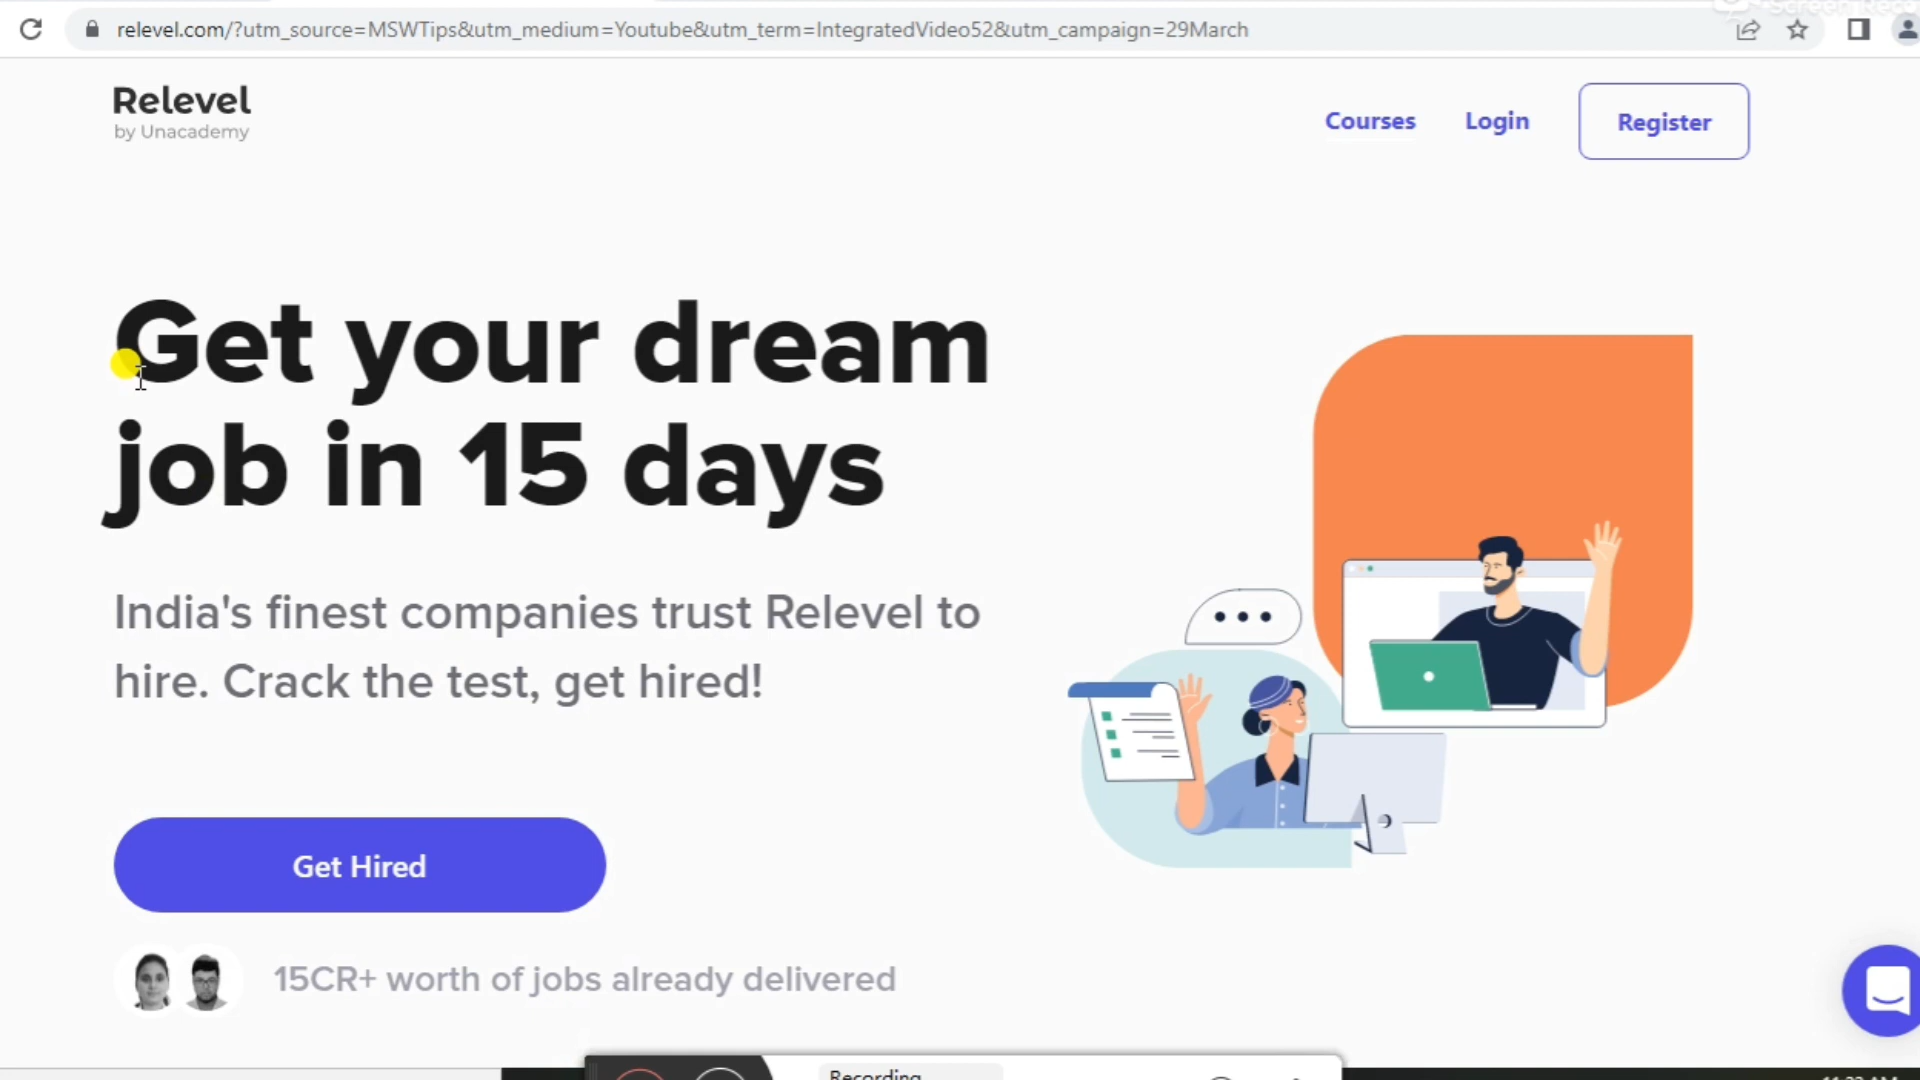 Screen Reco
relevel.com/?utm_source=MSWTips&utm_medium=Youtube&utm_term=IntegratedVideo52&utm_campaign=29March
Relevel
by Unacademy
Courses Login Register
Get your dream
job in 15 days
India's finest companies trust Relevel to
hire. Crack the test, get hired!
Get Hired
15CR+ worth of jobs already delivered
Recording